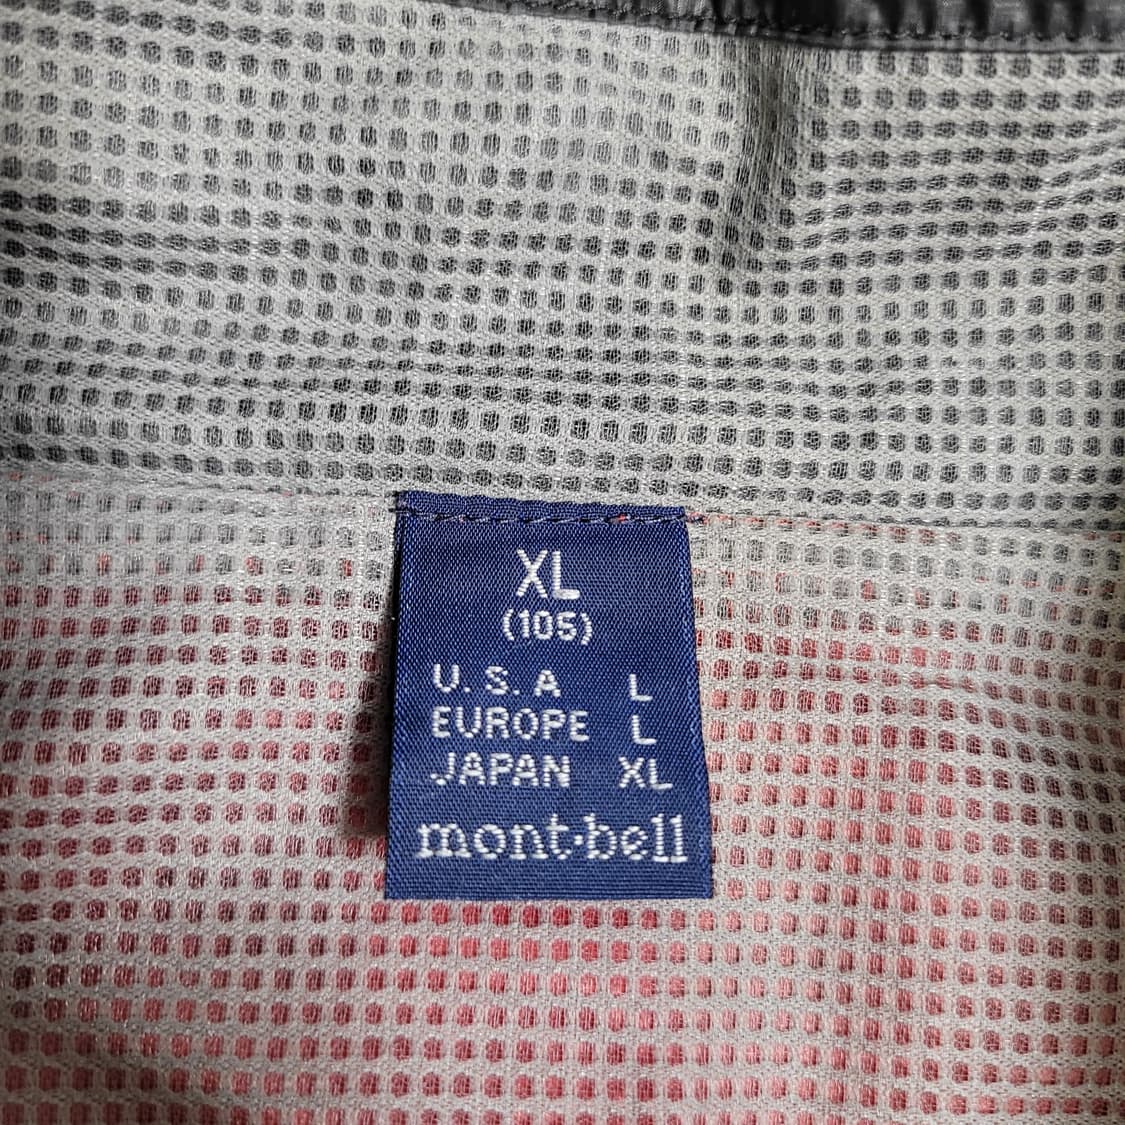 XL
(105)
U.S.A L
EUROPE L
JAPAN XL
mont-bell